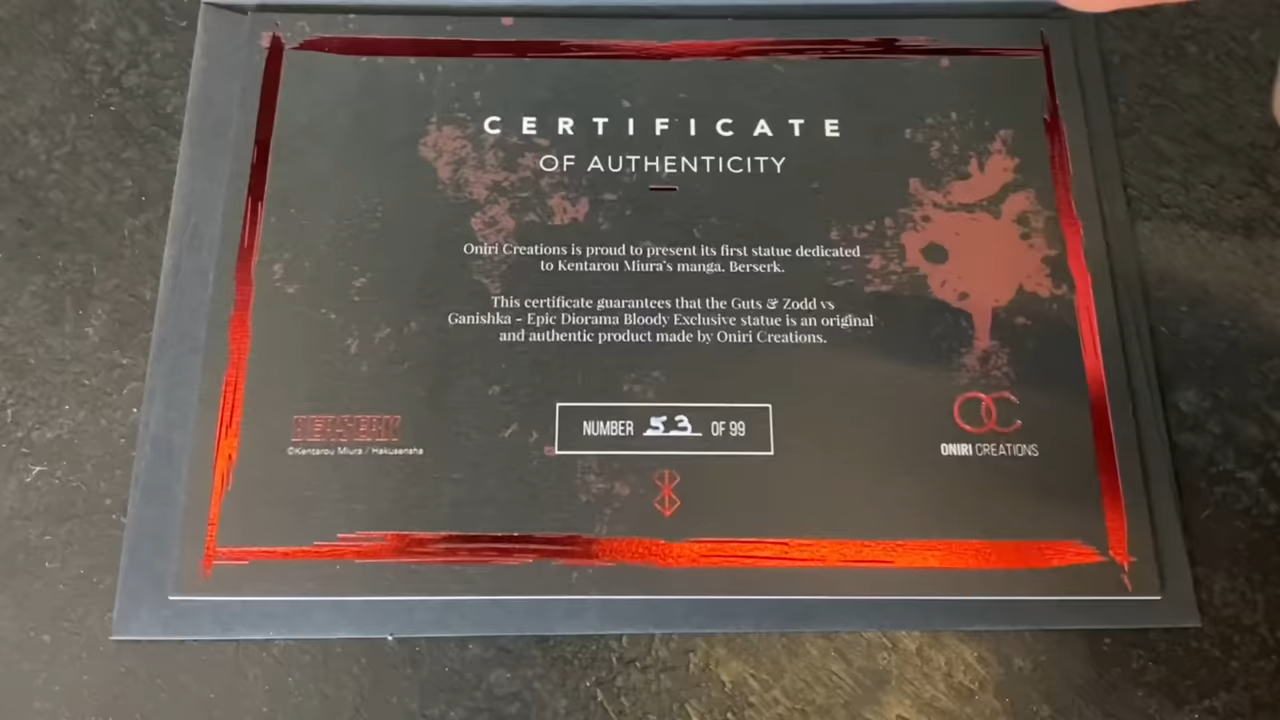 CERTIFICATE
OF AUTHENTICITY
Oniri Creations is proud to present its first statue dedicated
to Kentarou Miura's manga. Berserk.
This certificate guarantees that the Guts & Zodd vs
Ganishka - Epic Diorama Bloody Exclusive statue is an original
and authentic product made by Oniri Creations.
BERSERK
©Kentarou Miura / Hakusensha
NUMBER 53 OF 99
OC
ONIRI CREATIONS